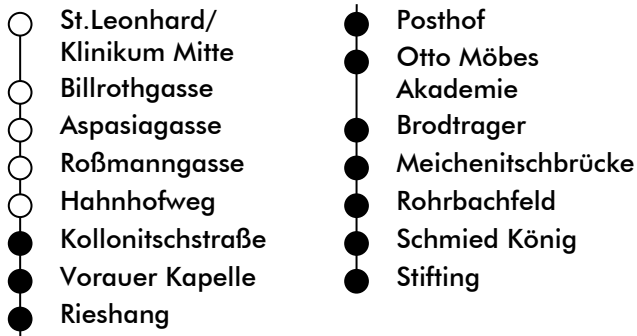 St.Leonhard/
Klinikum Mitte
Billrothgasse
Aspasiagasse
Roßmanngasse
Hahnhofweg
Kollonitschstraße
Vorauer Kapelle
Rieshang
Posthof
Otto Möbes
Akademie
Brodtrager
Meichenitschbrücke
Rohrbachfeld
Schmied König
Stifting